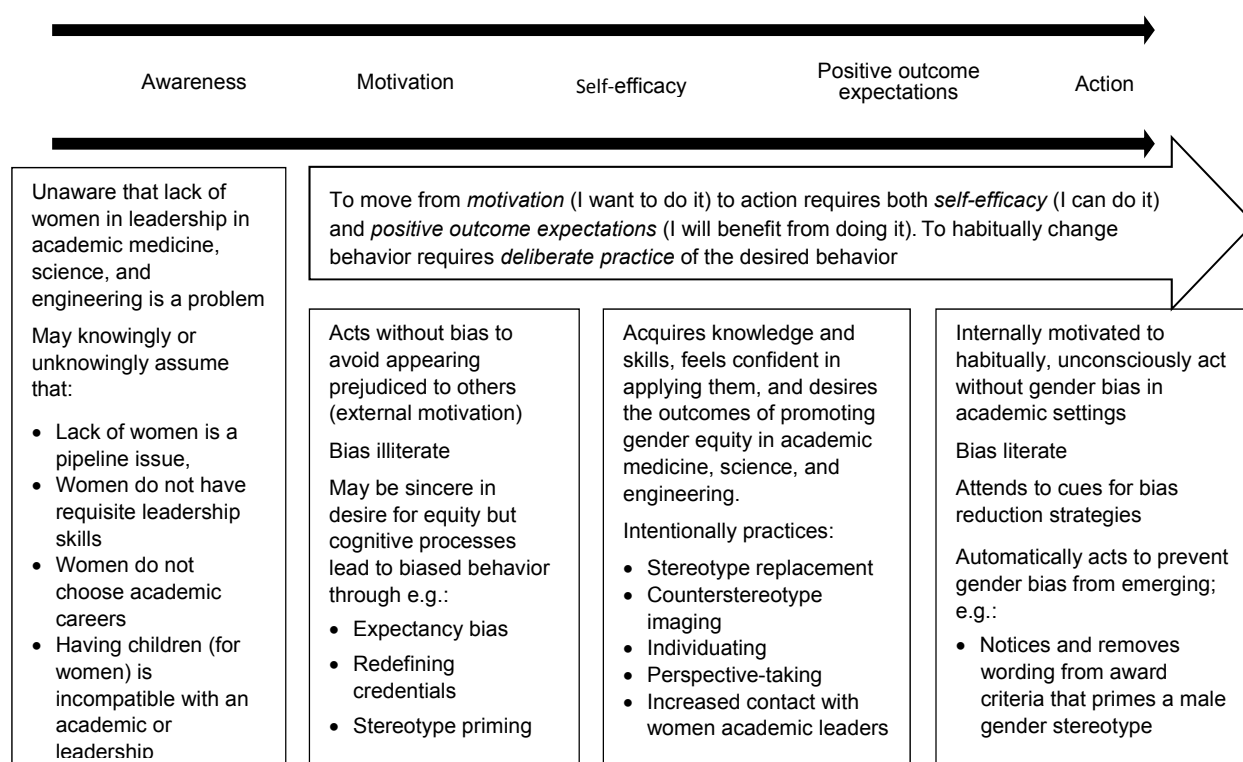 Awareness
Motivation
Self-efficacy
Positive outcome
expectations
Action
Unaware that lack of
women in leadership in
academic medicine,
science, and
engineering is a problem
May knowingly or
unknowingly assume
that:
• Lack of women is a
pipeline issue,
• Women do not have
requisite leadership
skills
• Women do not
choose academic
careers
• Having children (for
women) is
incompatible with an
academic or
leadership
To move from motivation (I want to do it) to action requires both self-efficacy (I can do it)
and positive outcome expectations (I will benefit from doing it). To habitually change
behavior requires deliberate practice of the desired behavior
Acts without bias to
avoid appearing
prejudiced to others
(external motivation)
Bias illiterate
May be sincere in
desire for equity but
cognitive processes
lead to biased behavior
through e.g.:
• Expectancy bias
• Redefining
credentials
• Stereotype priming
Acquires knowledge and
skills, feels confident in
applying them, and desires
the outcomes of promoting
gender equity in academic
medicine, science, and
engineering.
Intentionally practices:
• Stereotype replacement
• Counterstereotype
imaging
• Individuating
• Perspective-taking
• Increased contact with
women academic leaders
Internally motivated to
habitually, unconsciously act
without gender bias in
academic settings
Bias literate
Attends to cues for bias
reduction strategies
Automatically acts to prevent
gender bias from emerging;
e.g.:
• Notices and removes
wording from award
criteria that primes a male
gender stereotype